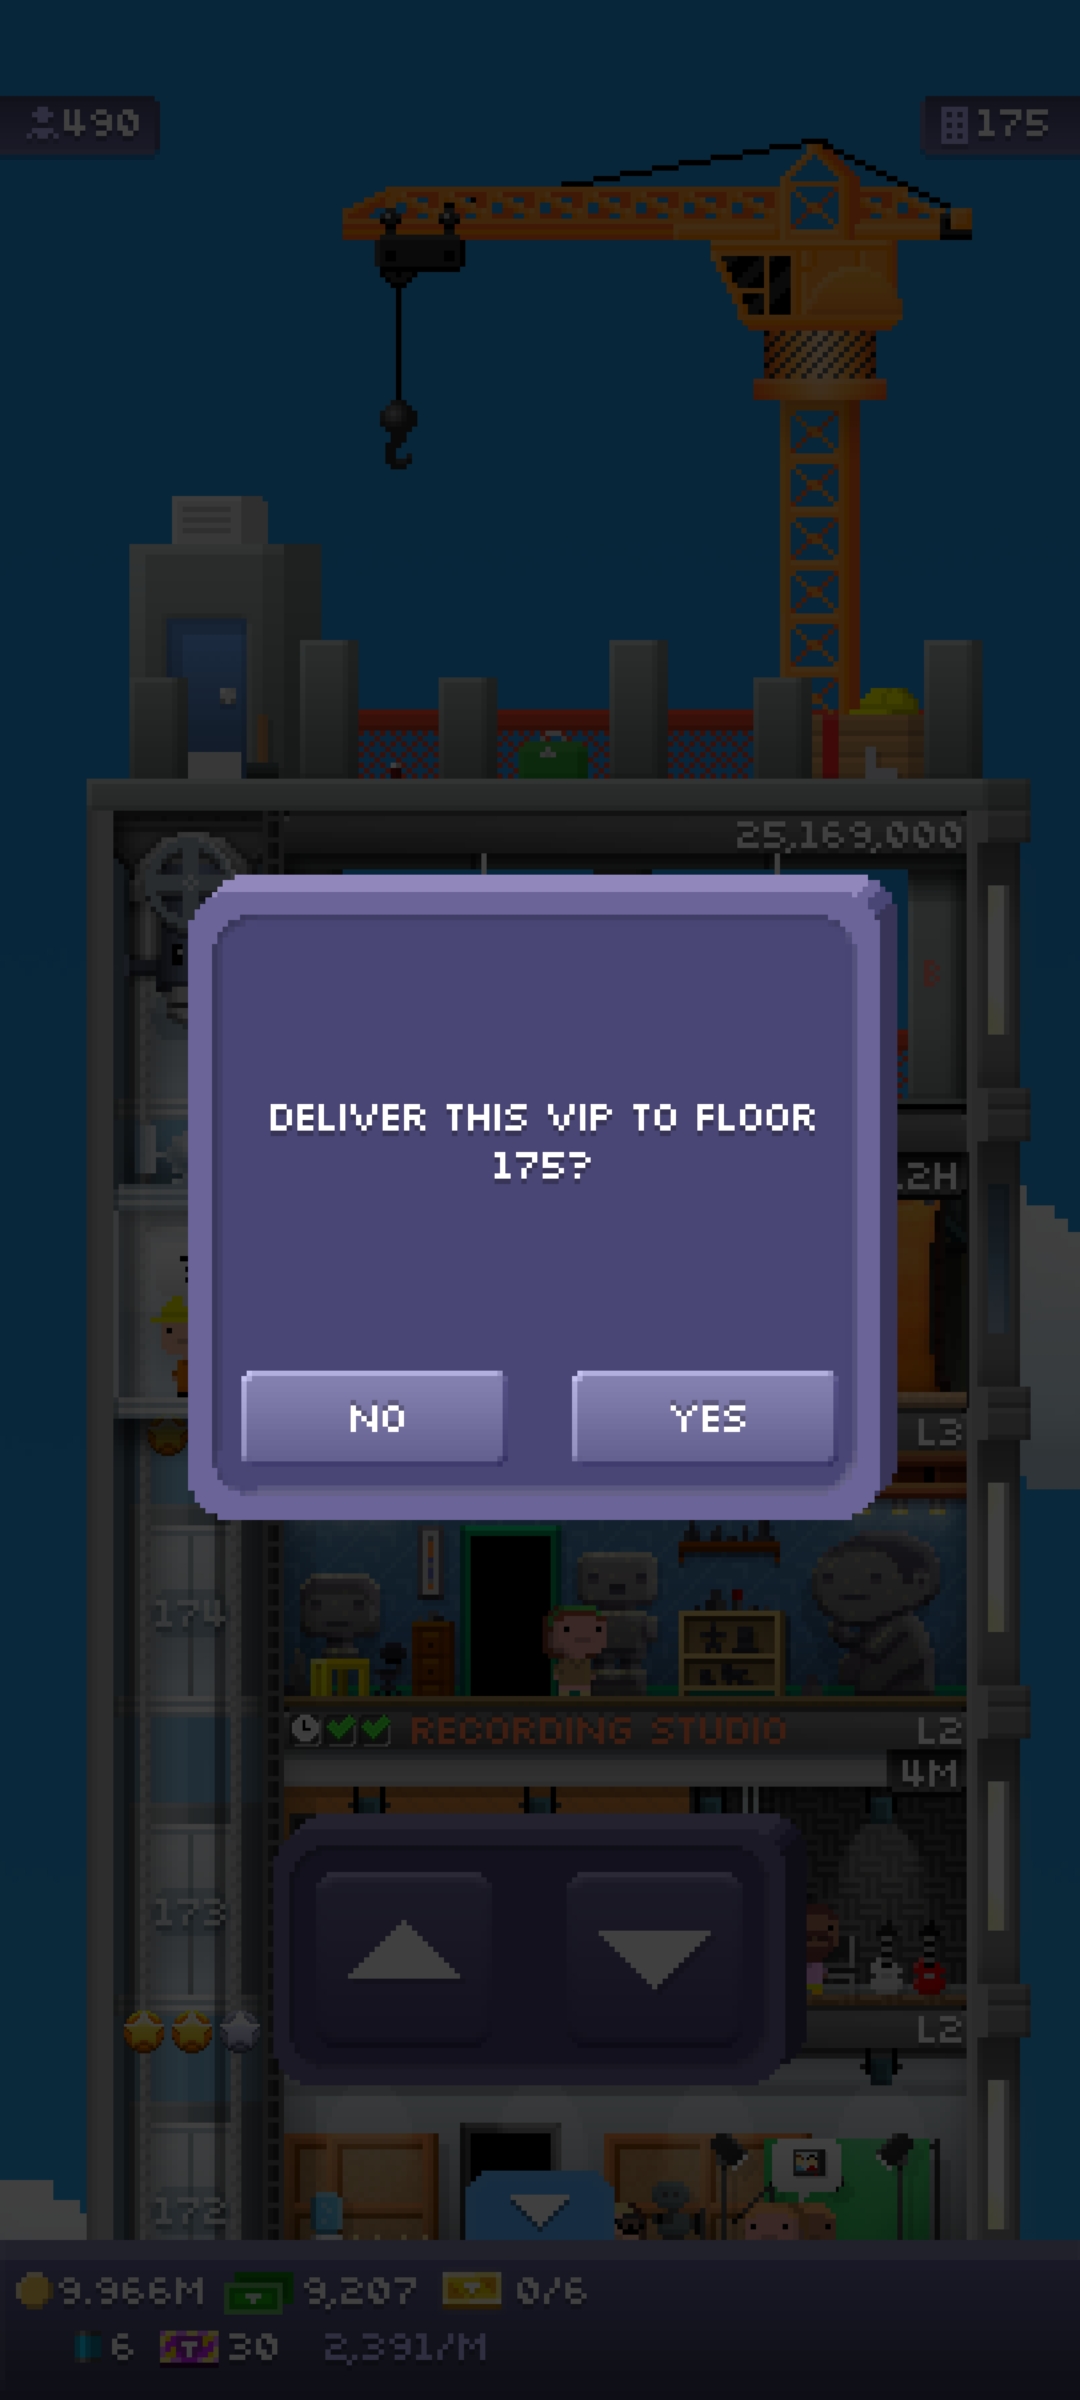 490
175
25,169,000
DELIVER THIS VIP TO FLOOR
175?
NO
YES
L3
174
RECORDING STUDIO
L2
4M
173
L2
172
9.966M
9,207
0/6
6
T
30
2,391/M